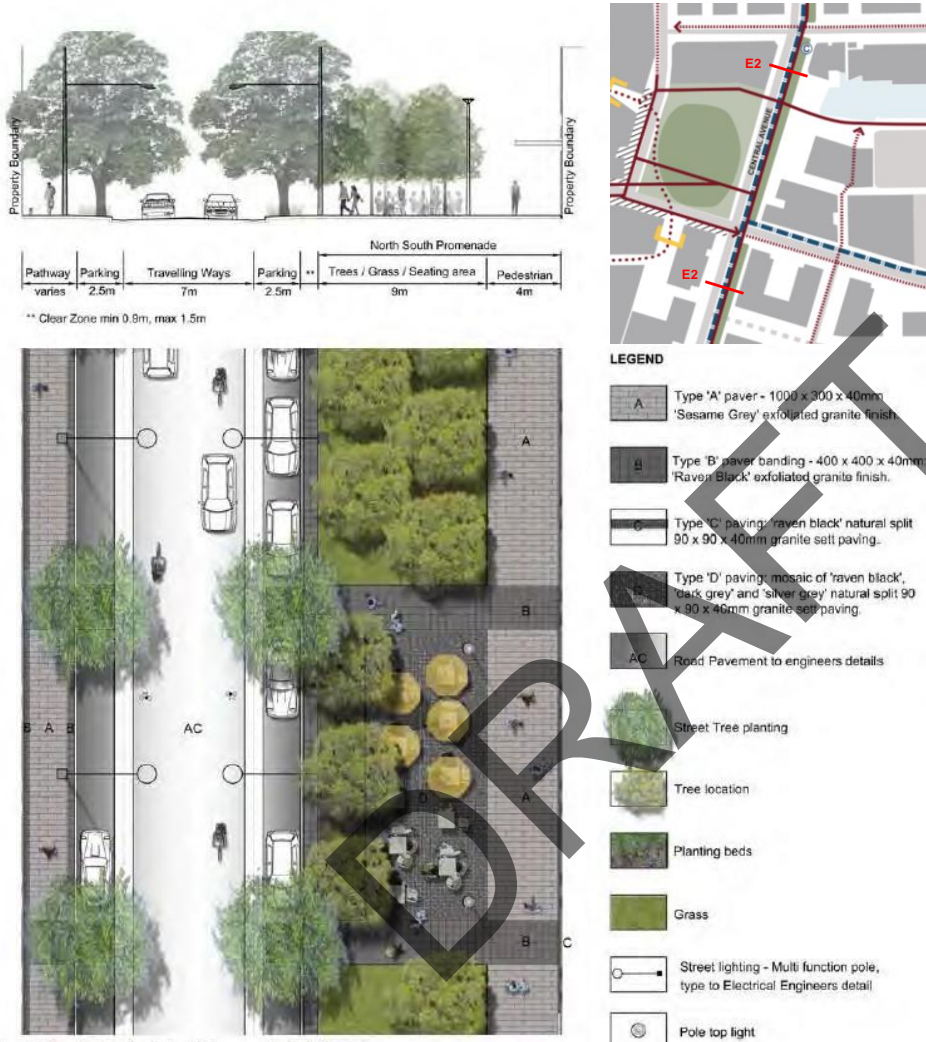 Property Boundary
Property Boundary
North South Promenade
Pathway
Parking
Travelling Ways
Parking
**
Trees / Grass / Seating area
Pedestrian
varies
2.5m
7m
2.5m
9m
4m
** Clear Zone min 0.9m, max 1.5m
E2
C
CENTRAL AVENUE
E2
A
B
B A B
AC
D
A
B
C
LEGEND
A
Type 'A' paver - 1000 x 300 x 40mm
'Sesame Grey' exfoliated granite finish.
B
Type 'B' paver banding - 400 x 400 x 40mm
'Raven Black' exfoliated granite finish.
C
Type 'C' paving: 'raven black' natural split
90 x 90 x 40mm granite sett paving.
D
Type 'D' paving: mosaic of 'raven black',
'dark grey' and 'silver grey' natural split 90
x 90 x 40mm granite sett paving.
AC
Road Pavement to engineers details
Street Tree planting
Tree location
Planting beds
Grass
Street lighting - Multi function pole,
type to Electrical Engineers detail
Pole top light
DRAFT